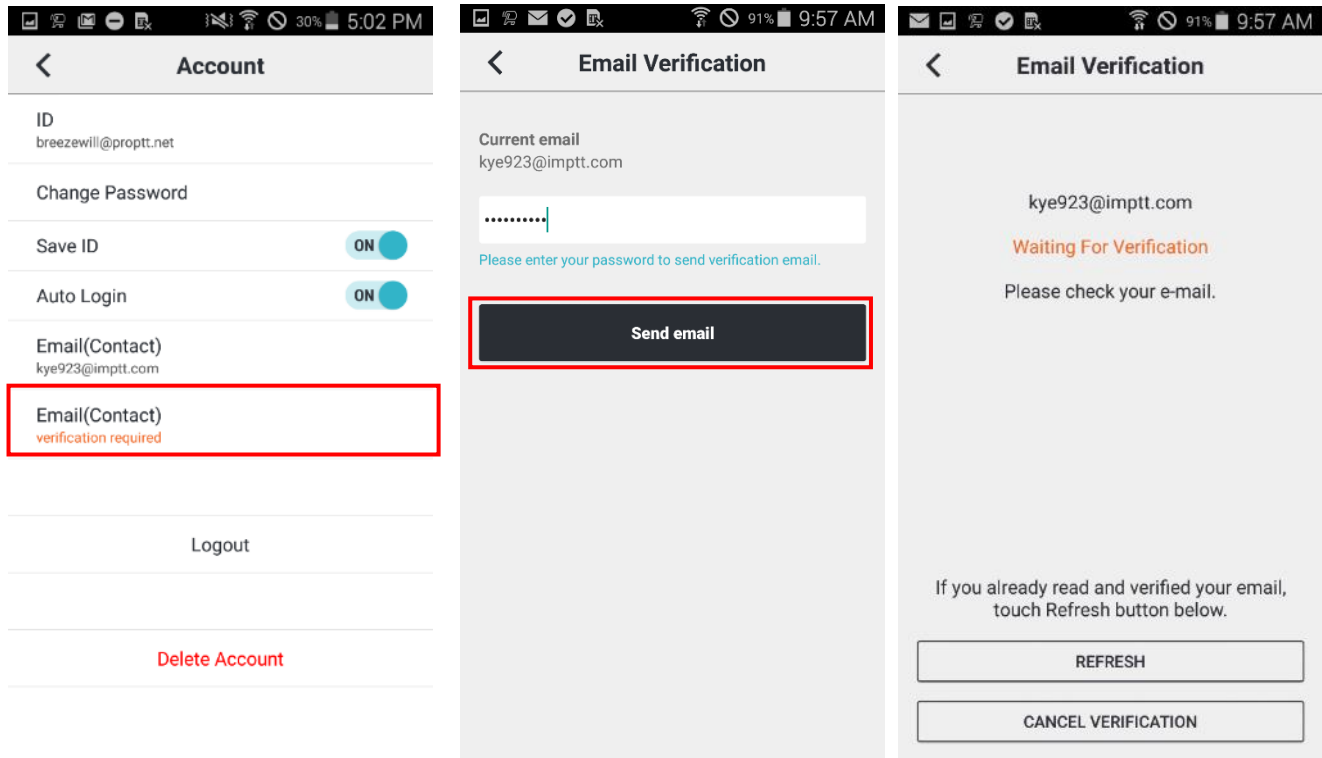 30% 5:02 PM
Account
ID
breezewill@proptt.net
Change Password
Save ID
ON
Auto Login
ON
Email(Contact)
kye923@imptt.com
Email(Contact)
verification required
Logout
Delete Account
91% 9:57 AM
Email Verification
Current email
kye923@imptt.com
••••••••••
Please enter your password to send verification email.
Send email
91% 9:57 AM
Email Verification
kye923@imptt.com
Waiting For Verification
Please check your e-mail.
If you already read and verified your email,
touch Refresh button below.
REFRESH
CANCEL VERIFICATION